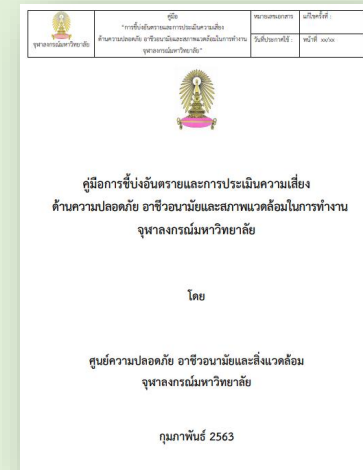 จุฬาลงกรณ์มหาวิทยาลัย
คู่มือ
"การชี้บ่งอันตรายและการประเมินความเสี่ยง
ด้านความปลอดภัย อาชีวอนามัยและสภาพแวดล้อมในการทำงาน
จุฬาลงกรณ์มหาวิทยาลัย"
หมายเลขเอกสาร
แก้ไขครั้งที่ :
วันที่ประกาศใช้ :
หน้าที่ xx/xx
คู่มือการชี้บ่งอันตรายและการประเมินความเสี่ยง
ด้านความปลอดภัย อาชีวอนามัยและสภาพแวดล้อมในการทำงาน
จุฬาลงกรณ์มหาวิทยาลัย
โดย
ศูนย์ความปลอดภัย อาชีวอนามัยและสิ่งแวดล้อม
จุฬาลงกรณ์มหาวิทยาลัย
กุมภาพันธ์ 2563